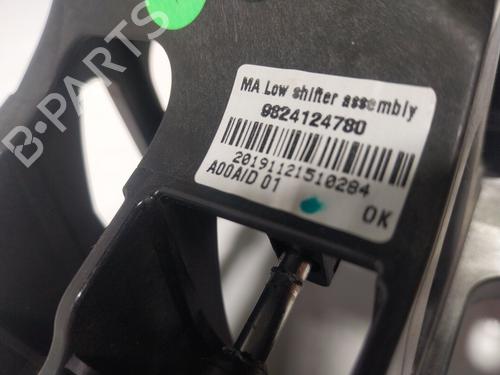 MA Low shifter assembly
9824124780
20191121510284
A00AID 01
OK
B-PARTS